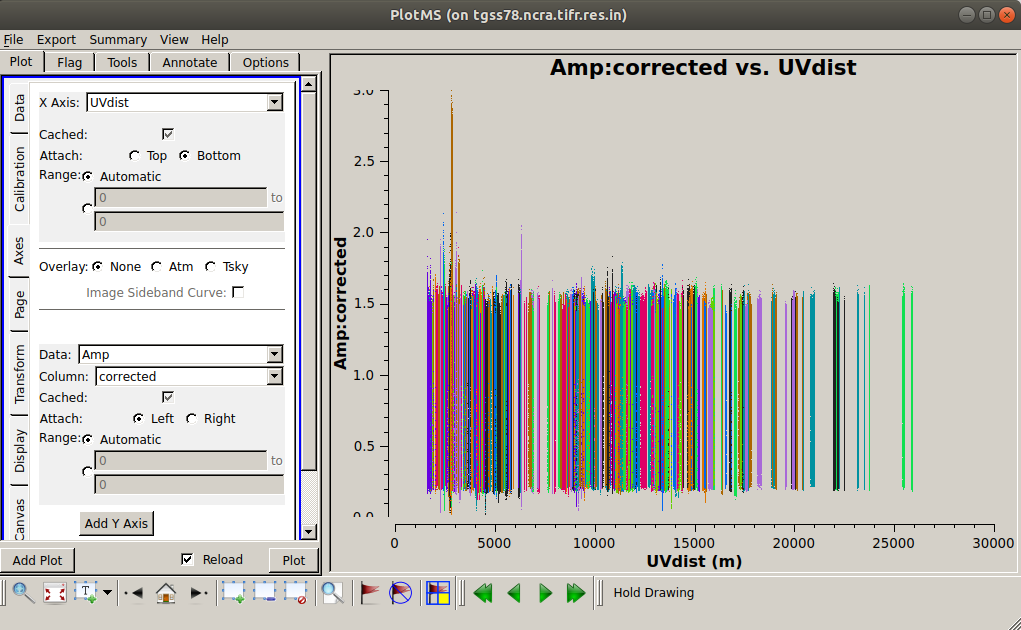 PlotMS (on tgss78.ncra.tifr.res.in)
File Export Summary View Help
Plot Flag Tools Annotate Options
Data
Calibration
Axes
Page
Transform
Display
Canvas
X Axis: UVdist
Cached:
Attach: Top Bottom
Range: Automatic
0 to
0
Overlay: None Atm Tsky
Image Sideband Curve:
Data: Amp
Column: corrected
Cached:
Attach: Left Right
Range: Automatic
0 to
0
Add Y Axis
Add Plot Reload Plot
Amp:corrected vs. UVdist
Amp:corrected
3.0
2.5
2.0
1.5
1.0
0.5
0.0
0 5000 10000 15000 20000 25000 30000
UVdist (m)
T
Hold Drawing